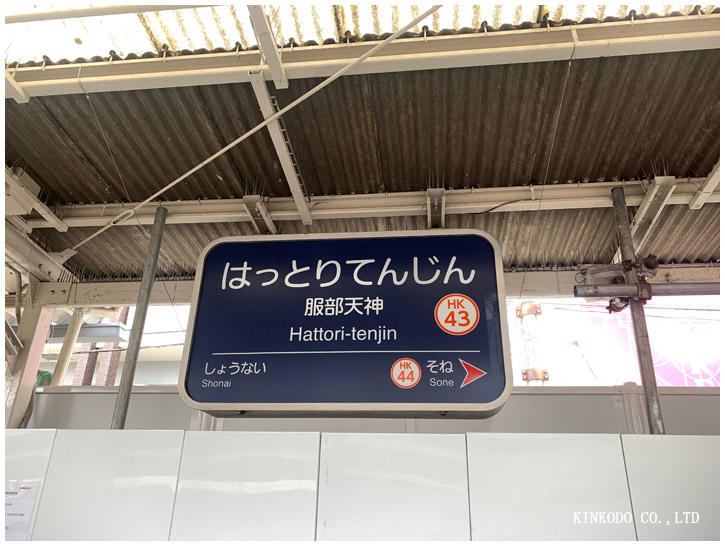 はっとりてんじん
服部天神
HK
43
Hattori-tenjin
しょうない
Shonai
HK
44
そね
Sone
KINKODO CO.,LTD